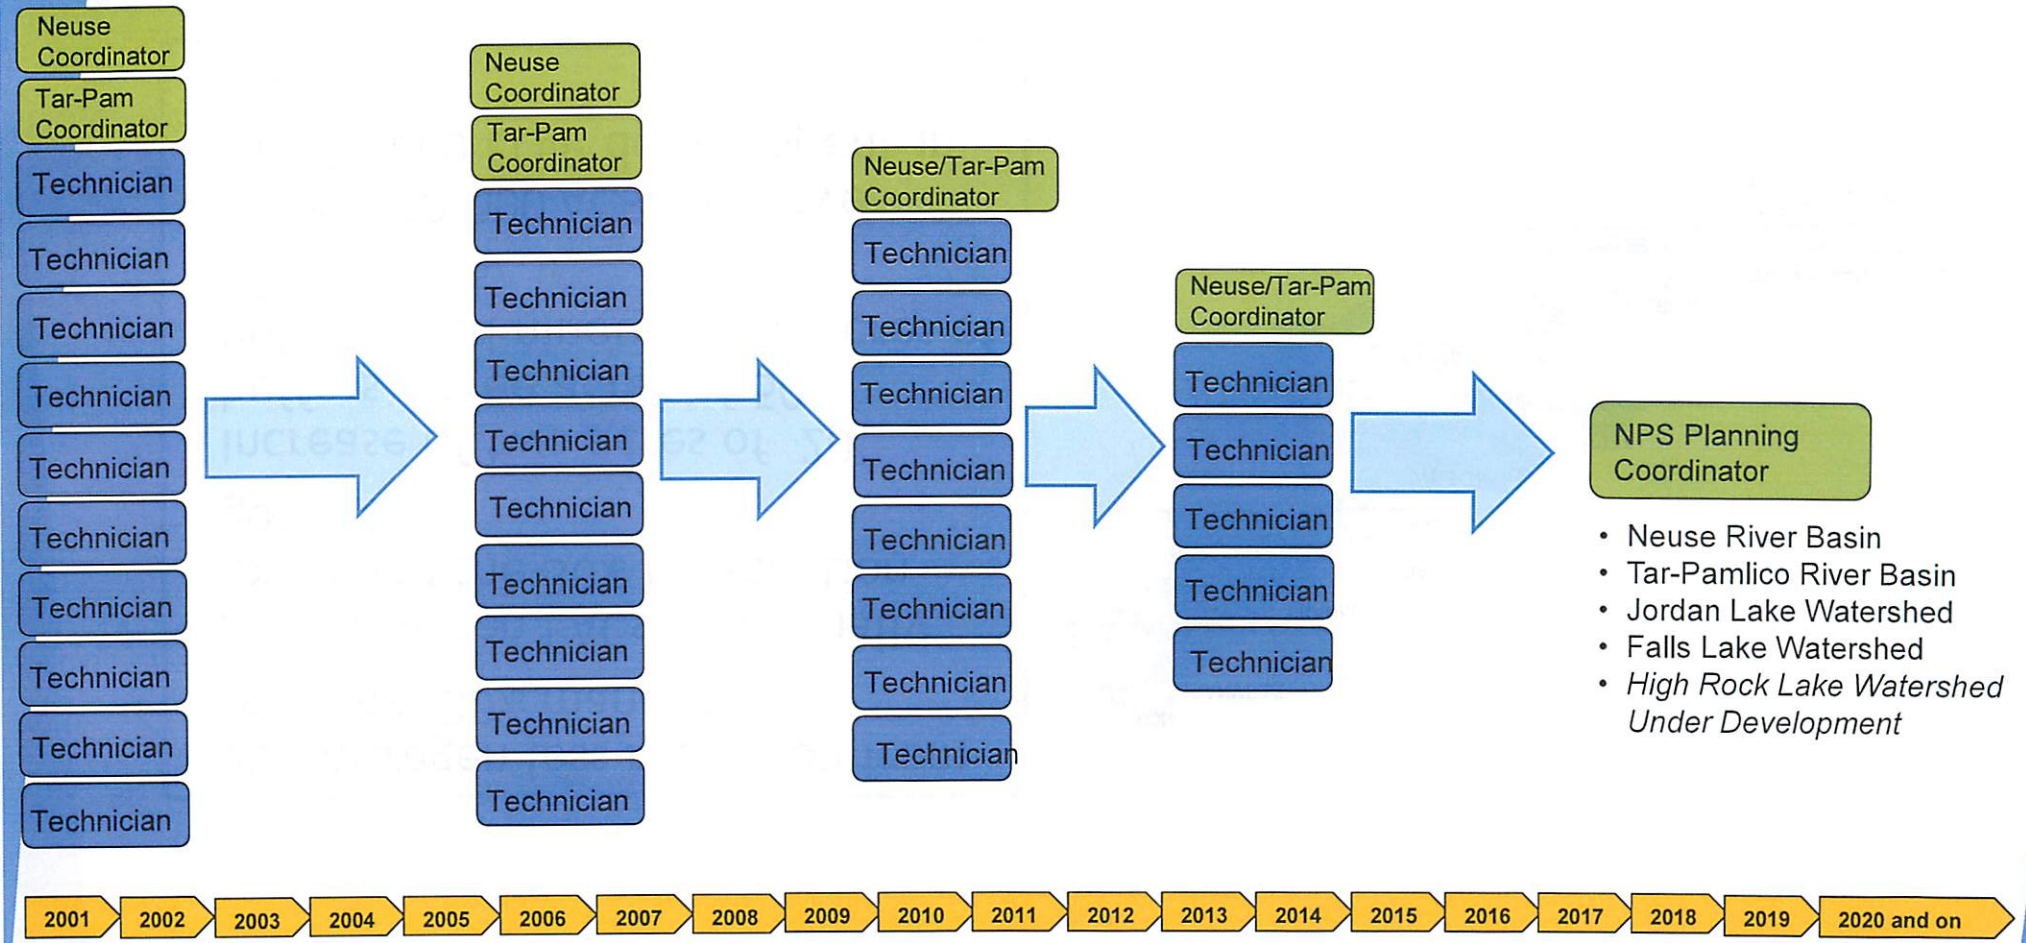 Neuse
Coordinator
Tar-Pam
Coordinator
Technician
Technician
Technician
Technician
Technician
Technician
Technician
Technician
Technician
Technician
Neuse
Coordinator
Tar-Pam
Coordinator
Technician
Technician
Technician
Technician
Technician
Technician
Technician
Technician
Technician
Neuse/Tar-Pam
Coordinator
Technician
Technician
Technician
Technician
Technician
Technician
Technician
Technician
Neuse/Tar-Pam
Coordinator
Technician
Technician
Technician
Technician
Technician
NPS Planning
Coordinator
• Neuse River Basin
• Tar-Pamlico River Basin
• Jordan Lake Watershed
• Falls Lake Watershed
• High Rock Lake Watershed
Under Development
2001 2002 2003 2004 2005 2006 2007 2008 2009 2010 2011 2012 2013 2014 2015 2016 2017 2018 2019 2020 and on